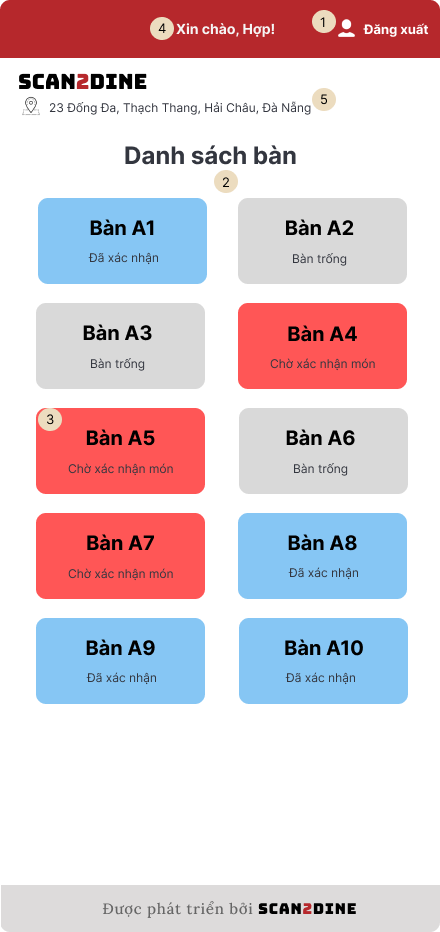 4 Xin chào, Hợp! 1 Đăng xuất
SCAN2DINE
23 Đống Đa, Thạch Thang, Hải Châu, Đà Nẵng 5
Danh sách bàn
2
Bàn A1 Bàn A2
Đã xác nhận Bàn trống
Bàn A3 Bàn A4
Bàn trống Chờ xác nhận món
3
Bàn A5 Bàn A6
Chờ xác nhận món Bàn trống
Bàn A7 Bàn A8
Chờ xác nhận món Đã xác nhận
Bàn A9 Bàn A10
Đã xác nhận Đã xác nhận
Được phát triển bởi SCAN2DINE